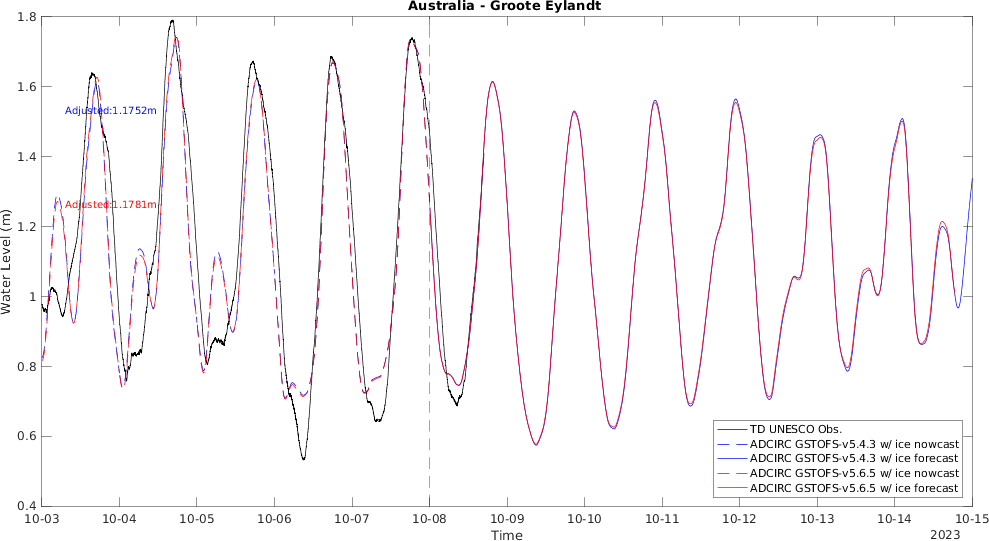 Australia - Groote Eylandt
1.8
1.6
1.4
1.2
1
0.8
0.6
0.4
Water Level (m)
Adjusted:1.1752m
Adjusted:1.1781m
TD UNESCO Obs.
ADCIRC GSTOFS-v5.4.3 w/ ice nowcast
ADCIRC GSTOFS-v5.4.3 w/ ice forecast
ADCIRC GSTOFS-v5.6.5 w/ ice nowcast
ADCIRC GSTOFS-v5.6.5 w/ ice forecast
10-03 10-04 10-05 10-06 10-07 10-08 10-09 10-10 10-11 10-12 10-13 10-14 10-15
Time
2023